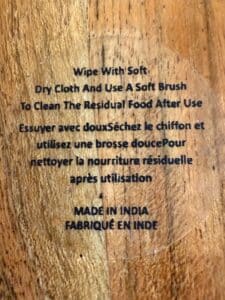 Wipe With Soft
Dry Cloth And Use A Soft Brush
To Clean The Residual Food After Use
Essuyer avec douxSéchez le chiffon et
utilisez une brosse doucePour
nettoyer la nourriture résiduelle
après utilisation
MADE IN INDIA
FABRIQUÉ EN INDE